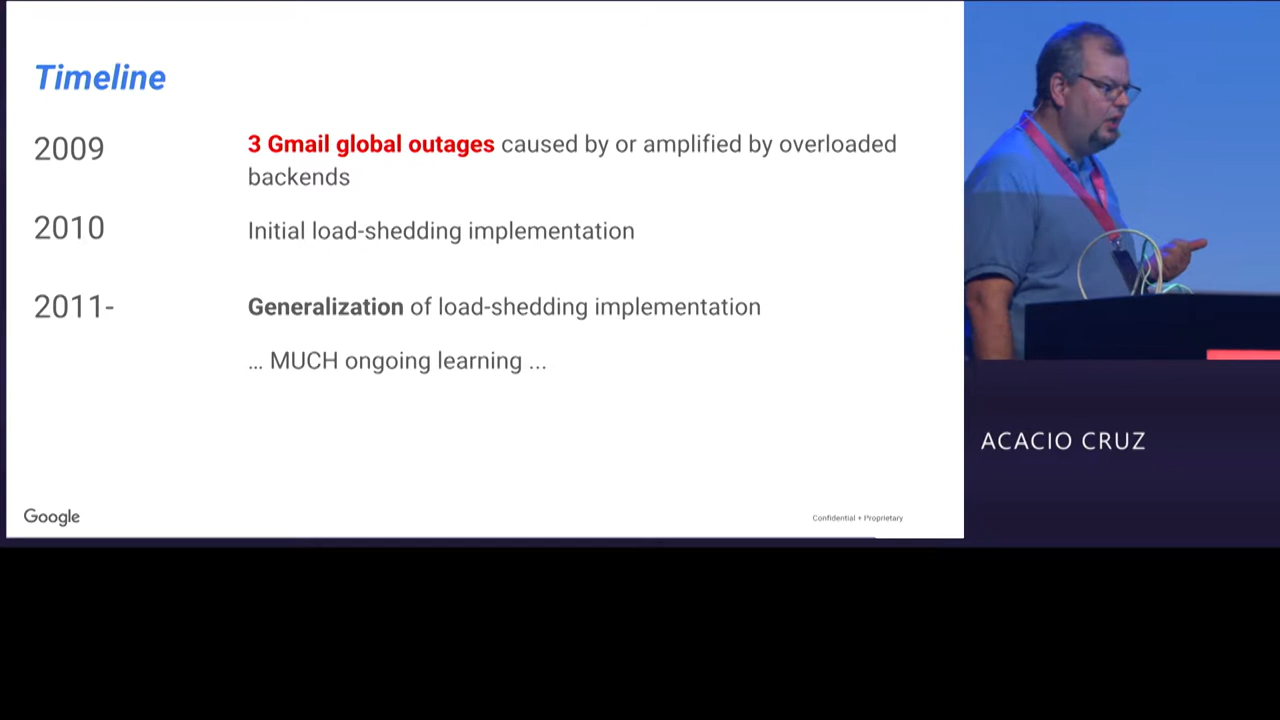 Timeline
2009
3 Gmail global outages caused by or amplified by overloaded
backends
2010
Initial load-shedding implementation
2011-
Generalization of load-shedding implementation
... MUCH ongoing learning ...
Google
Confidential + Proprietary
ACACIO CRUZ